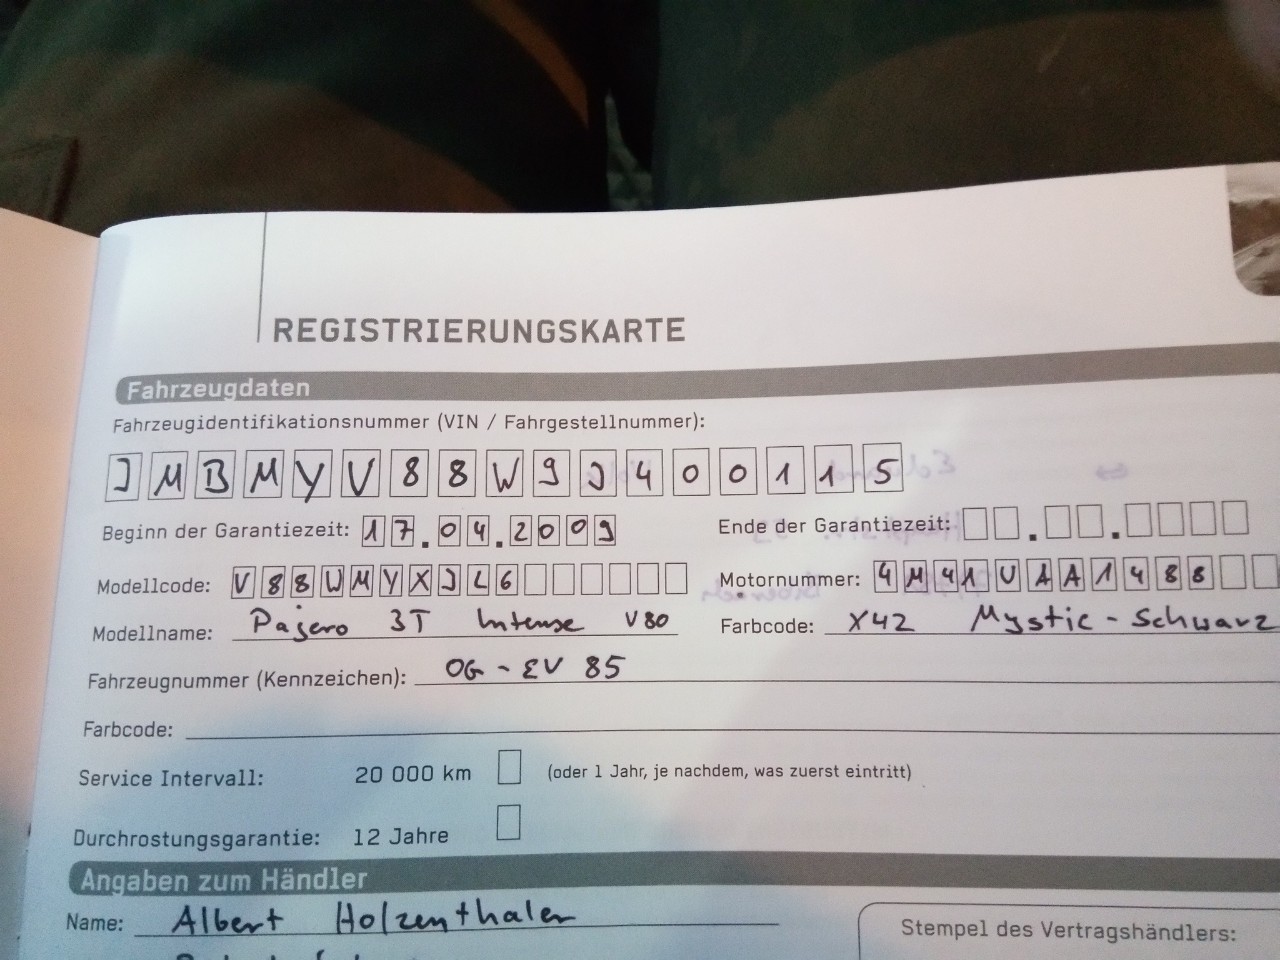 REGISTRIERUNGSKARTE
Fahrzeugdaten
Fahrzeugidentifikationsnummer (VIN / Fahrgestellnummer):
JMBMYV88W9J400115
Beginn der Garantiezeit: 17.04.2009 Ende der Garantiezeit:
Modellcode: V88WMYXJL6 Motornummer: 4M41UAA1488
Modellname: Pajero 3T Intense V80 Farbcode: X42 Mystic-Schwarz
Fahrzeugnummer (Kennzeichen): OG-EV 85
Farbcode:
Service Intervall: 20 000 km (oder 1 Jahr, je nachdem, was zuerst eintritt)
Durchrostungsgarantie: 12 Jahre
Angaben zum Händler
Name: Albert Holzenthaler
Stempel des Vertragshändlers: